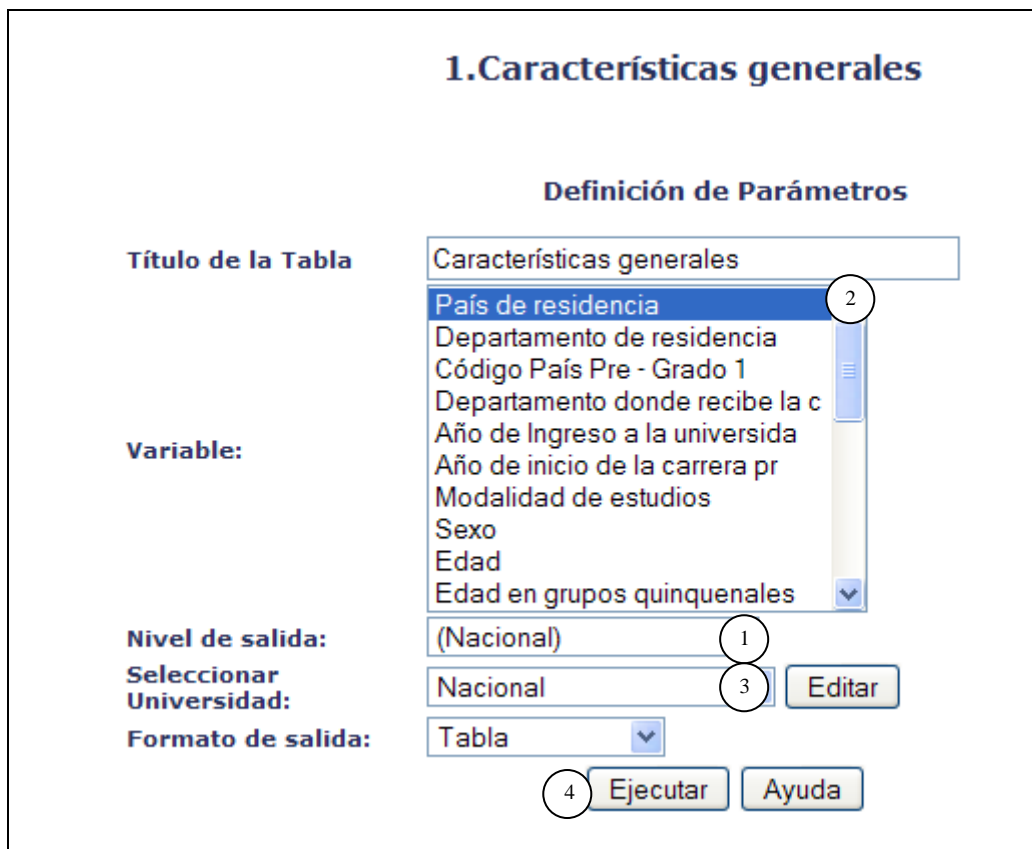 1.Características generales
Definición de Parámetros
Título de la Tabla
Características generales
Variable:
País de residencia
2
Departamento de residencia
Código País Pre - Grado 1
Departamento donde recibe la c
Año de Ingreso a la universida
Año de inicio de la carrera pr
Modalidad de estudios
Sexo
Edad
Edad en grupos quinquenales
Nivel de salida:
(Nacional)
1
Seleccionar
Universidad:
Nacional
3
Editar
Formato de salida:
Tabla
4
Ejecutar
Ayuda